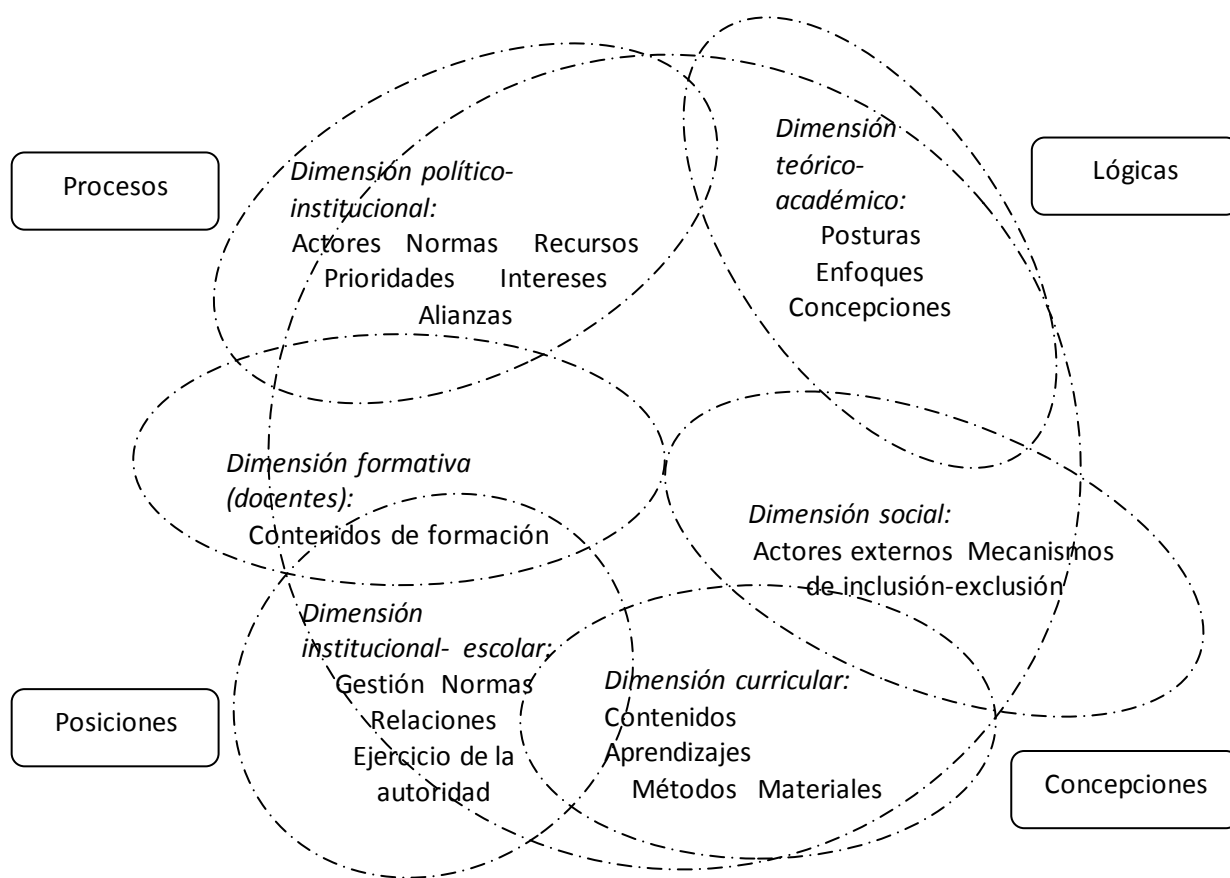 Procesos
Dimensión político-
institucional:
Actores Normas Recursos
Prioridades Intereses
Alianzas
Dimensión
teórico-
académico:
Posturas
Enfoques
Concepciones
Lógicas
Dimensión formativa
(docentes):
Contenidos de formación
Dimensión social:
Actores externos Mecanismos
de inclusión-exclusión
Dimensión
institucional- escolar:
Gestión Normas
Relaciones
Ejercicio de la
autoridad
Dimensión curricular:
Contenidos
Aprendizajes
Métodos Materiales
Posiciones
Concepciones